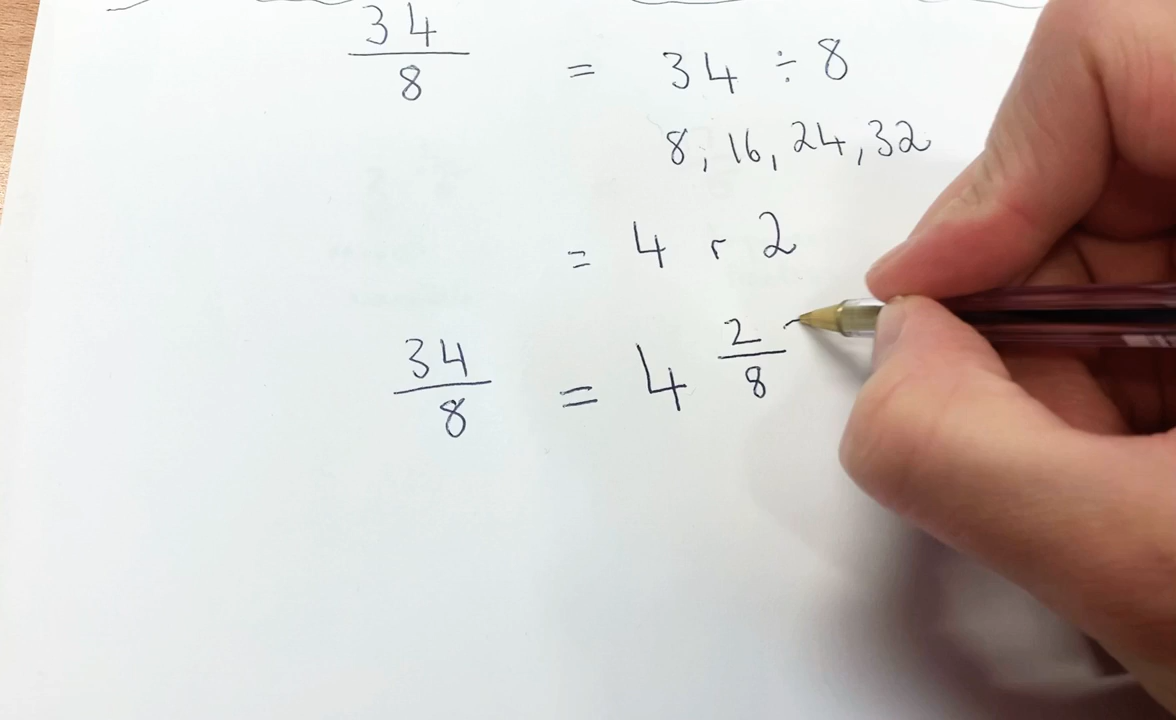 34/8 = 34 ÷ 8
8, 16, 24, 32
= 4 r 2
34/8 = 4 2/8